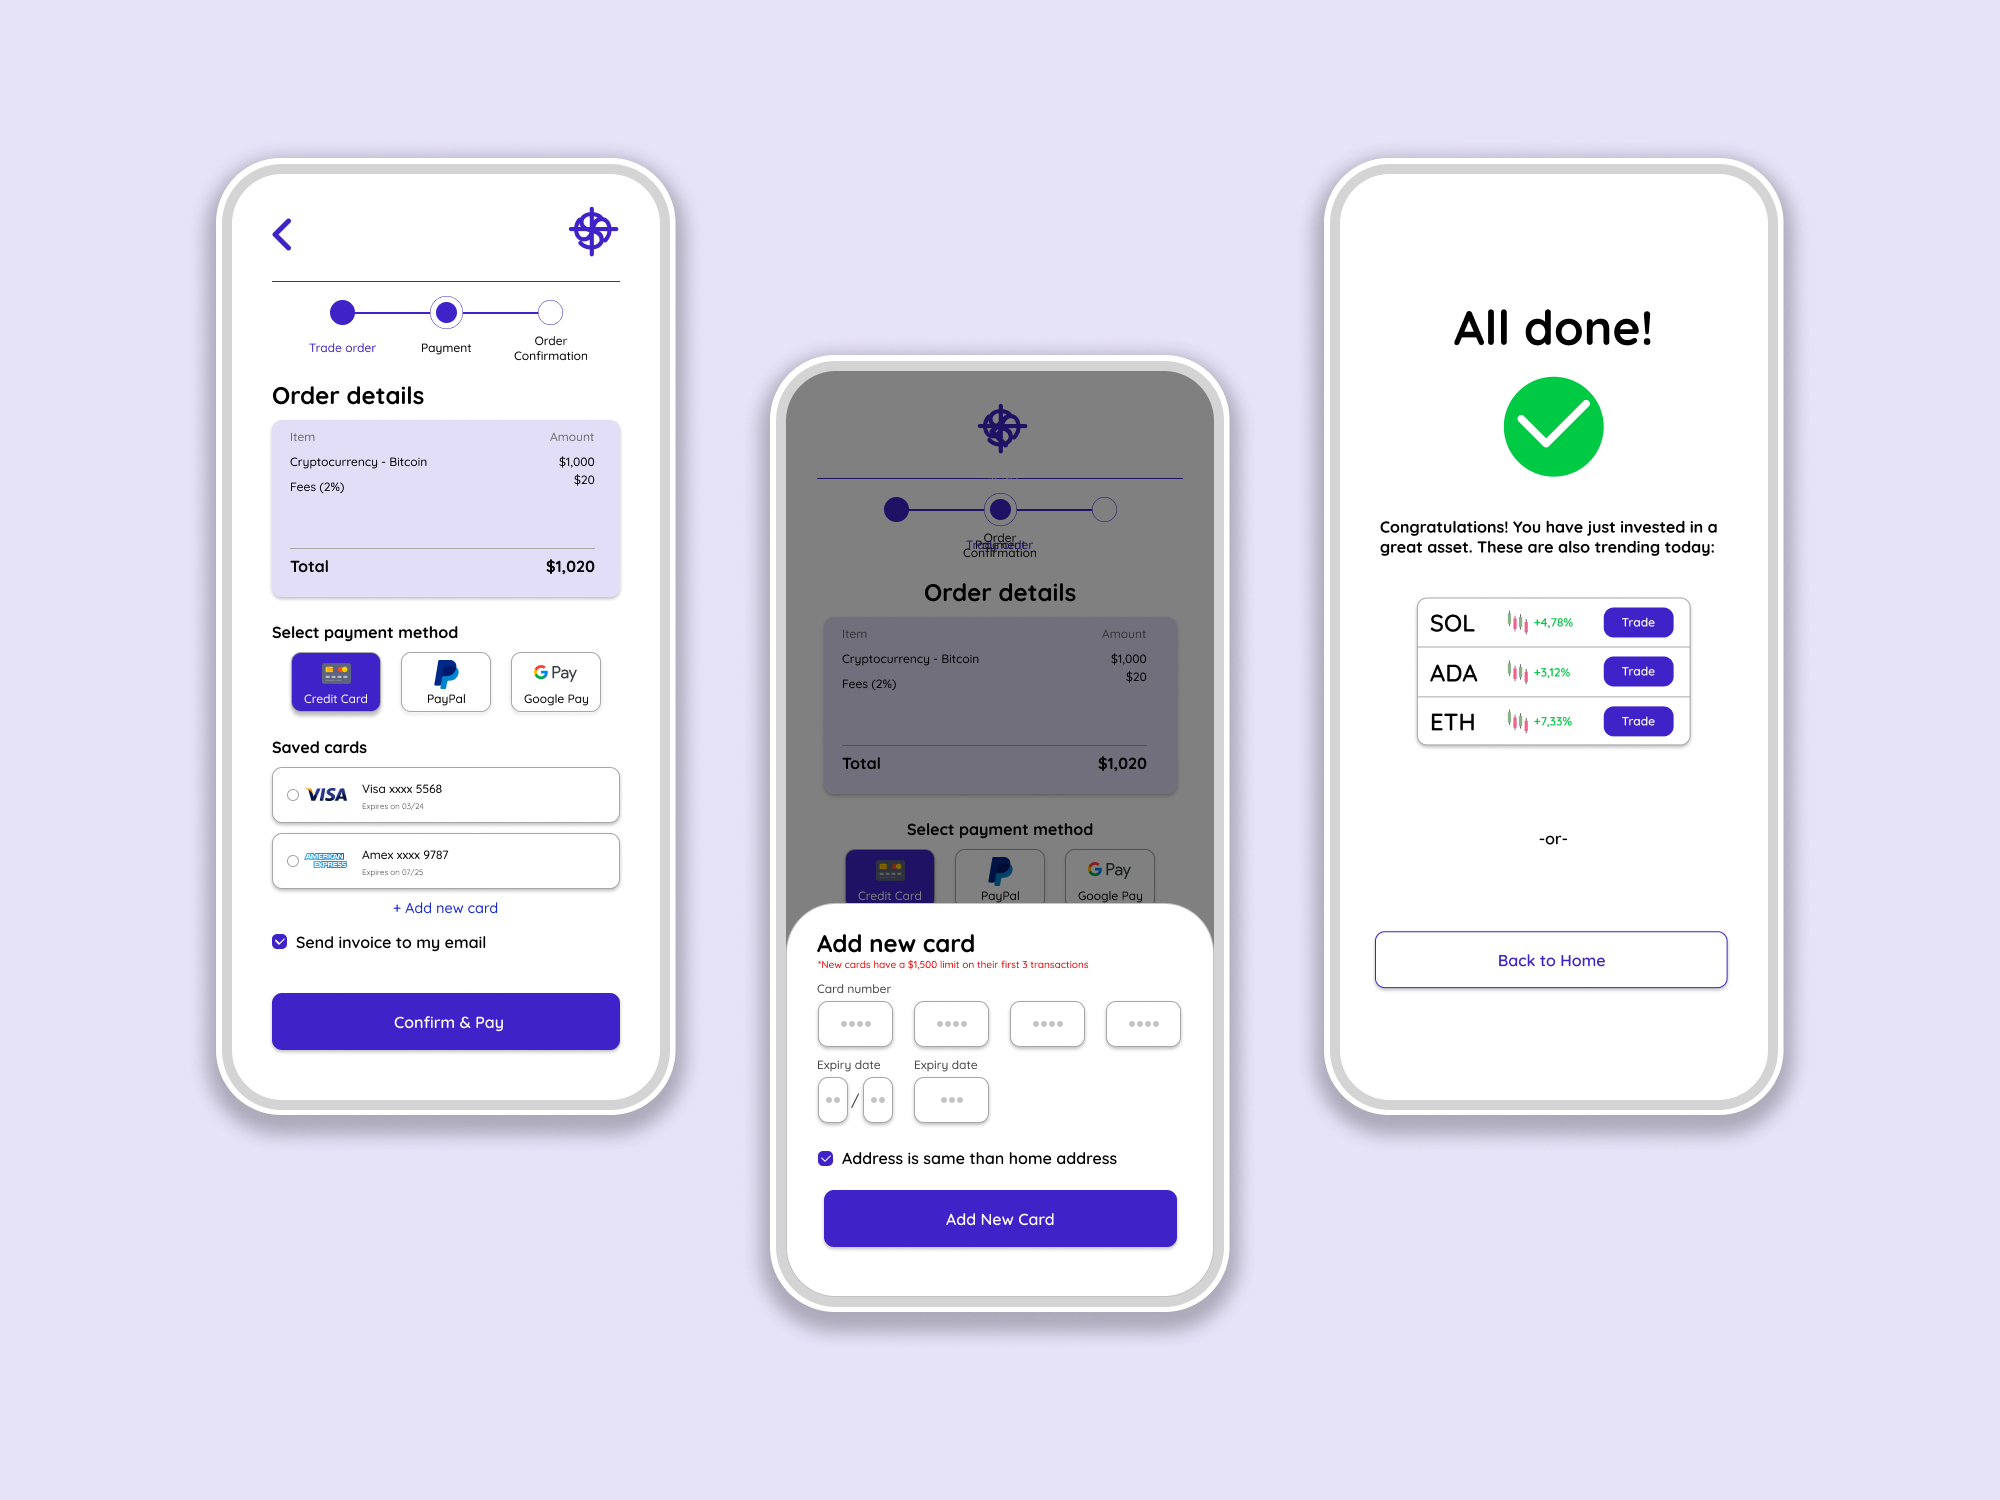 Trade order
Payment
Order
Confirmation
Order details
Item Amount
Cryptocurrency - Bitcoin $1,000
Fees (2%) $20
Total $1,020
Select payment method
Credit Card PayPal G Pay Google Pay
Saved cards
VISA Visa xxxx 5568
Expires on 03/24
AMERICAN EXPRESS Amex xxxx 9787
Expires on 07/25
+ Add new card
Send invoice to my email
Confirm & Pay
Trade order
Payment
Order
Confirmation
Order details
Item Amount
Cryptocurrency - Bitcoin $1,000
Fees (2%) $20
Total $1,020
Select payment method
Credit Card PayPal G Pay Google Pay
Add new card
*New cards have a $1,500 limit on their first 3 transactions
Card number
Expiry date Expiry date
/
Address is same than home address
Add New Card
All done!
Congratulations! You have just invested in a
great asset. These are also trending today:
SOL +4,78% Trade
ADA +3,12% Trade
ETH +7,33% Trade
-or-
Back to Home